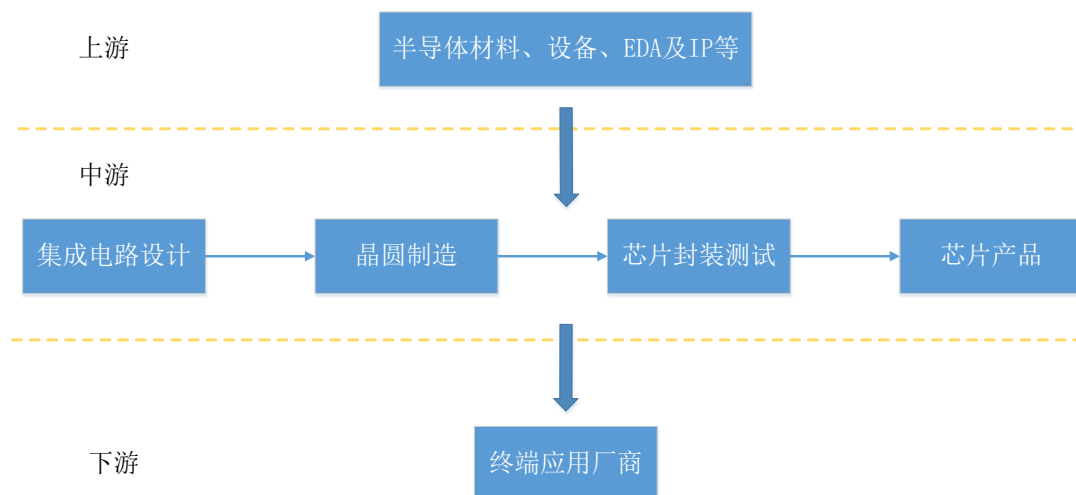 上游
半导体材料、设备、EDA及IP等
中游
集成电路设计
晶圆制造
芯片封装测试
芯片产品
下游
终端应用厂商